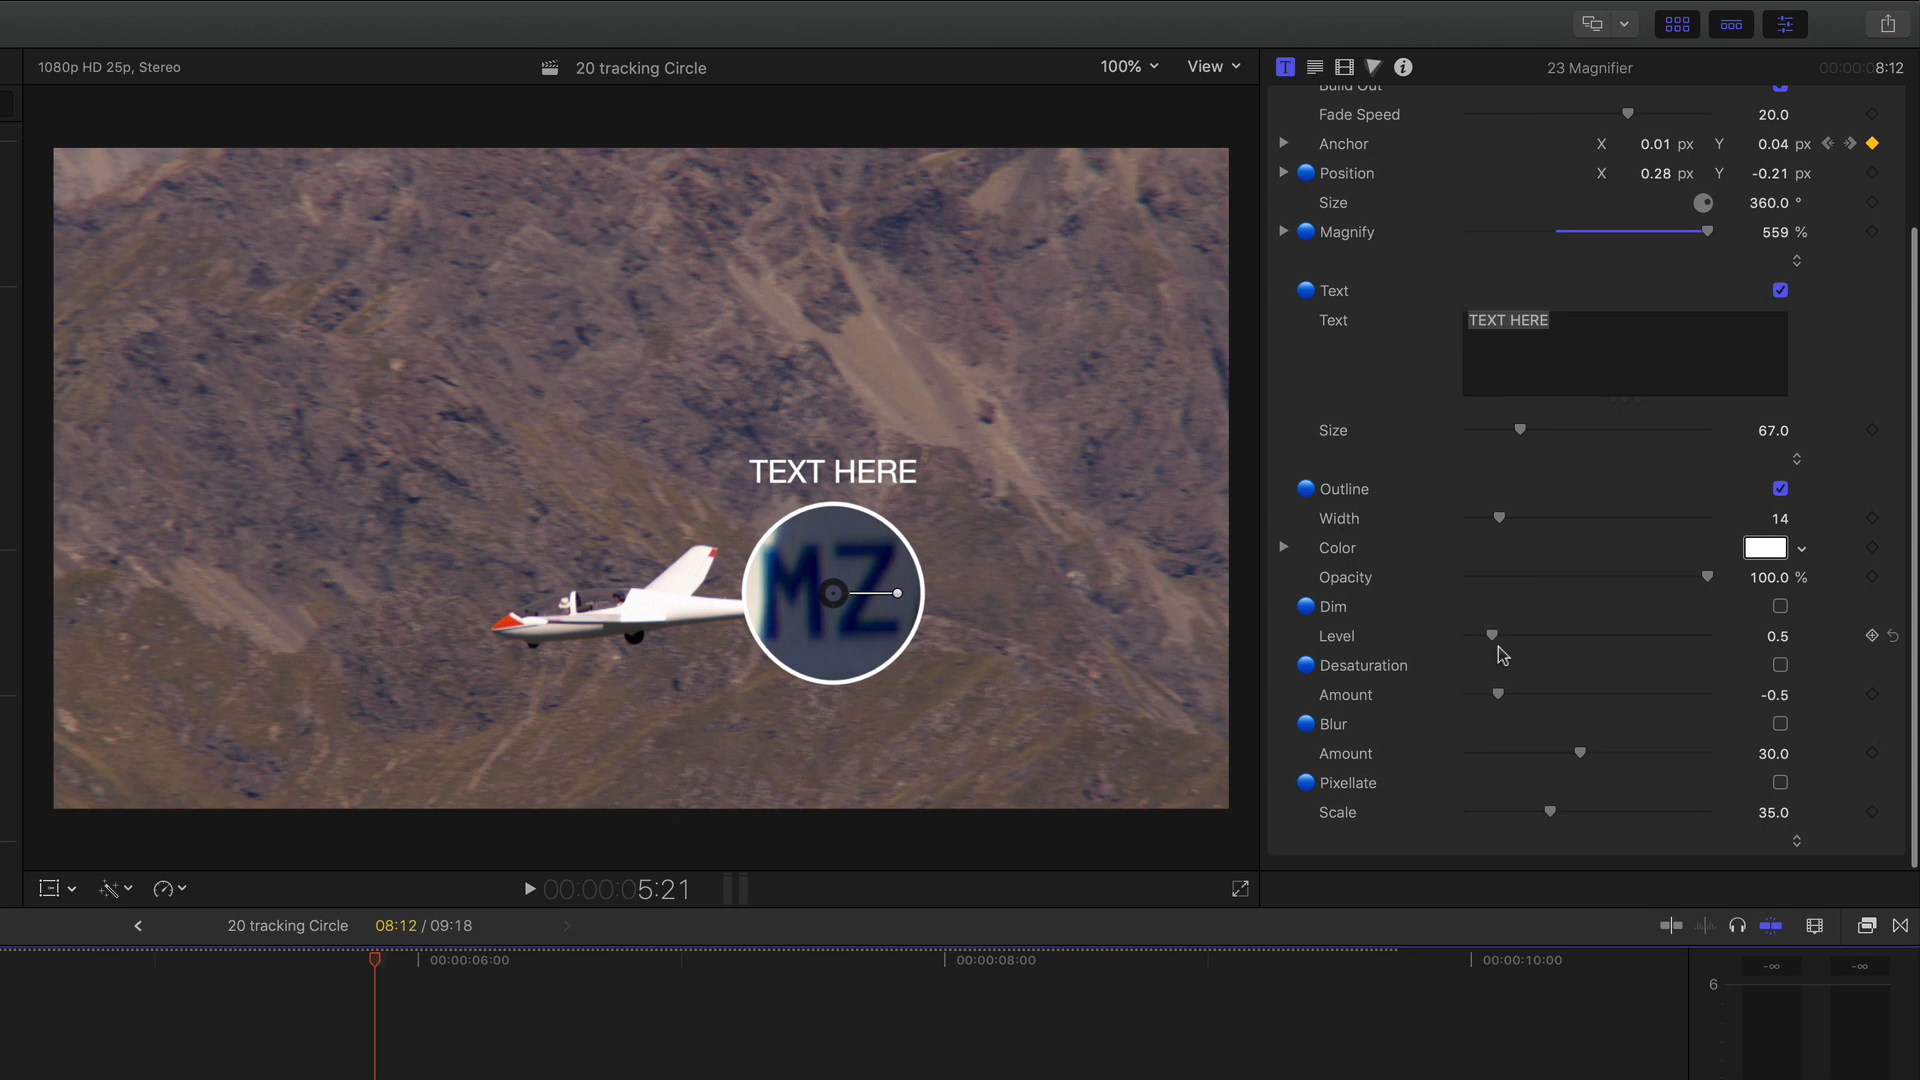 1080p HD 25p, Stereo
20 tracking Circle
100%
View
T
23 Magnifier
00:00:08:12
Build Out
Fade Speed 20.0
Anchor X 0.01 px Y 0.04 px
Position X 0.28 px Y -0.21 px
Size 360.0 °
Magnify 559 %
Text
Text TEXT HERE
Size 67.0
Outline
Width 14
Color
Opacity 100.0 %
Dim
Level 0.5
Desaturation
Amount -0.5
Blur
Amount 30.0
Pixellate
Scale 35.0
TEXT HERE
MZ
00:00:05:21
20 tracking Circle 08:12 / 09:18
00:00:06:00
00:00:08:00
00:00:10:00
-∞ -∞
6